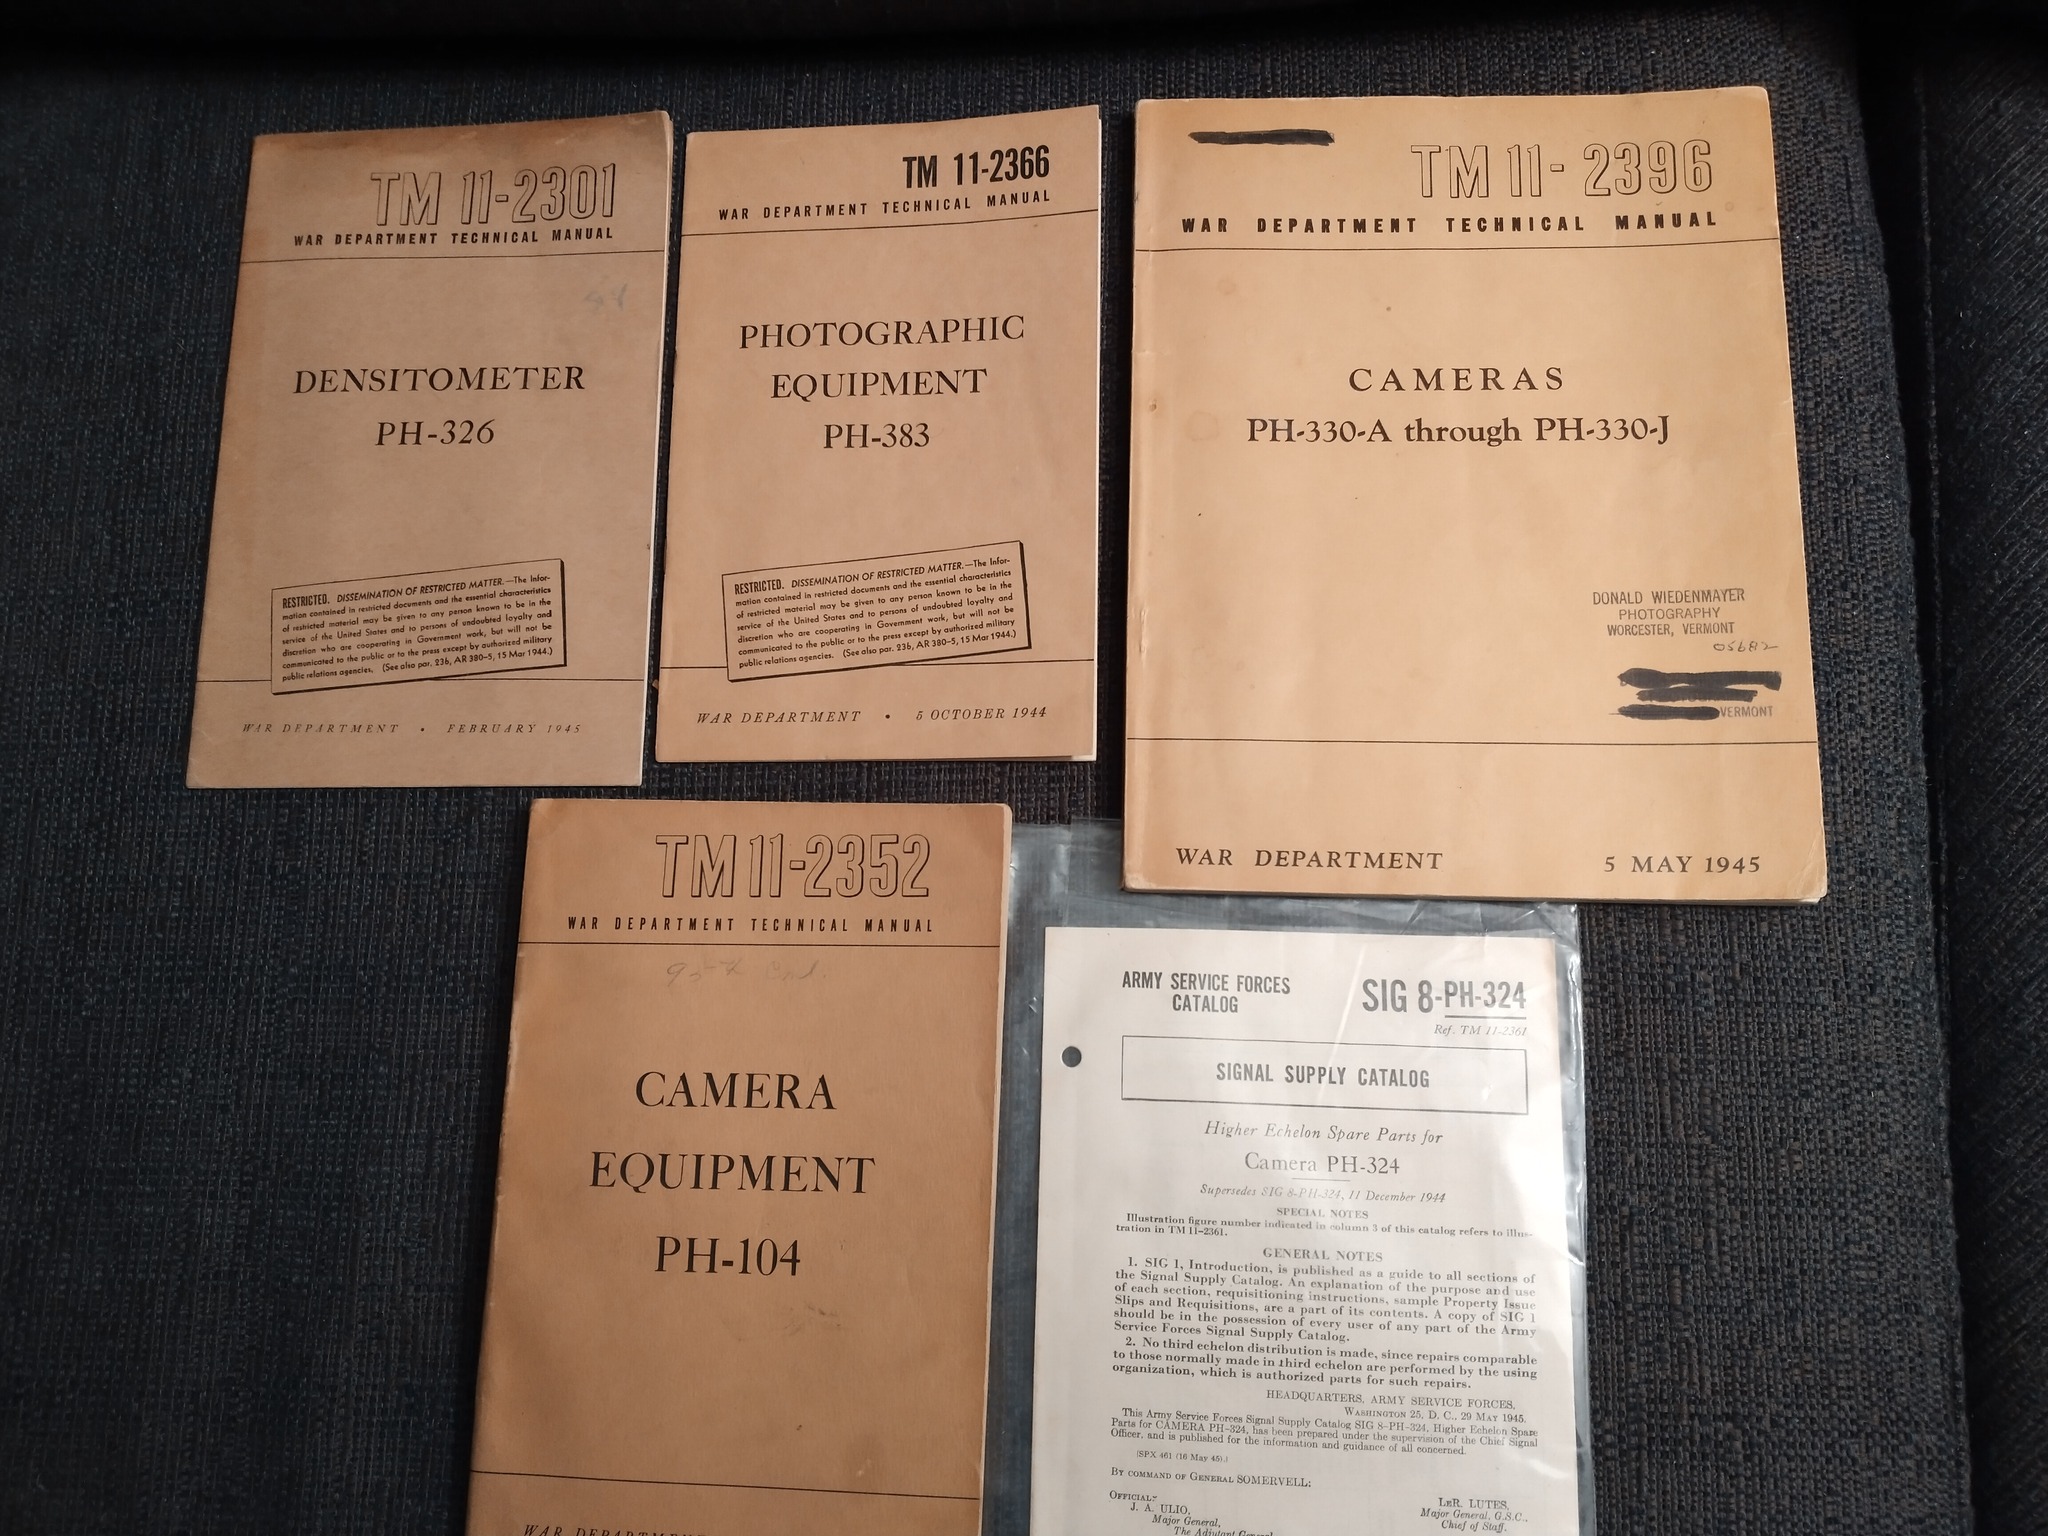 TM 11-2301
WAR DEPARTMENT TECHNICAL MANUAL
DENSITOMETER
PH-326
RESTRICTED. DISSEMINATION OF RESTRICTED MATTER.—The infor-
mation contained in restricted documents and the essential characteristics
of restricted material may be given to any person known to be in the
service of the United States and to persons of undoubted loyalty and
discretion who are cooperating in Government work, but will not be
communicated to the public or to the press except by authorized military
public relations agencies. (See also par. 23b, AR 380-5, 15 Mar 1944.)
WAR DEPARTMENT • FEBRUARY 1945
TM 11-2366
WAR DEPARTMENT TECHNICAL MANUAL
PHOTOGRAPHIC
EQUIPMENT
PH-383
RESTRICTED. DISSEMINATION OF RESTRICTED MATTER.—The infor-
mation contained in restricted documents and the essential characteristics
of restricted material may be given to any person known to be in the
service of the United States and to persons of undoubted loyalty and
discretion who are cooperating in Government work, but will not be
communicated to the public or to the press except by authorized military
public relations agencies. (See also par. 23b, AR 380-5, 15 Mar 1944.)
WAR DEPARTMENT • 5 OCTOBER 1944
TM 11-2396
WAR DEPARTMENT TECHNICAL MANUAL
CAMERAS
PH-330-A through PH-330-J
DONALD WIEDENMAYER
PHOTOGRAPHY
WORCESTER, VERMONT
05682
VERMONT
WAR DEPARTMENT 5 MAY 1945
TM 11-2352
WAR DEPARTMENT TECHNICAL MANUAL
CAMERA
EQUIPMENT
PH-104
WAR DEPARTMENT
ARMY SERVICE FORCES
CATALOG
SIG 8-PH-324
Ref. TM 11-2361
SIGNAL SUPPLY CATALOG
Higher Echelon Spare Parts for
Camera PH-324
Supersedes SIG 8-PH-324, 11 December 1944
SPECIAL NOTES
Illustration figure number indicated in column 3 of this catalog refers to illus-
tration in TM 11-2361.
GENERAL NOTES
1. SIG 1, Introduction, is published as a guide to all sections of
the Signal Supply Catalog. An explanation of the purpose and use
of each section, requisitioning instructions, sample Property Issue
Slips and Requisitions, are a part of its contents. A copy of SIG 1
should be in the possession of every user of any part of the Army
Service Forces Signal Supply Catalog.
2. No third echelon distribution is made, since repairs comparable
to those normally made in third echelon are performed by the using
organization, which is authorized parts for such repairs.
HEADQUARTERS, ARMY SERVICE FORCES,
WASHINGTON 25, D. C., 29 MAY 1945.
This Army Service Forces Signal Supply Catalog SIG 8-PH-324, Higher Echelon Spare
Parts for CAMERA PH-324, has been prepared under the supervision of the Chief Signal
Officer, and is published for the information and guidance of all concerned.
[SPX 461 (16 May 45).]
BY COMMAND OF GENERAL SOMERVELL:
OFFICIAL:
J. A. ULIO,
Major General,
The Adjutant General.
LER. LUTES,
Major General, G.S.C.,
Chief of Staff.